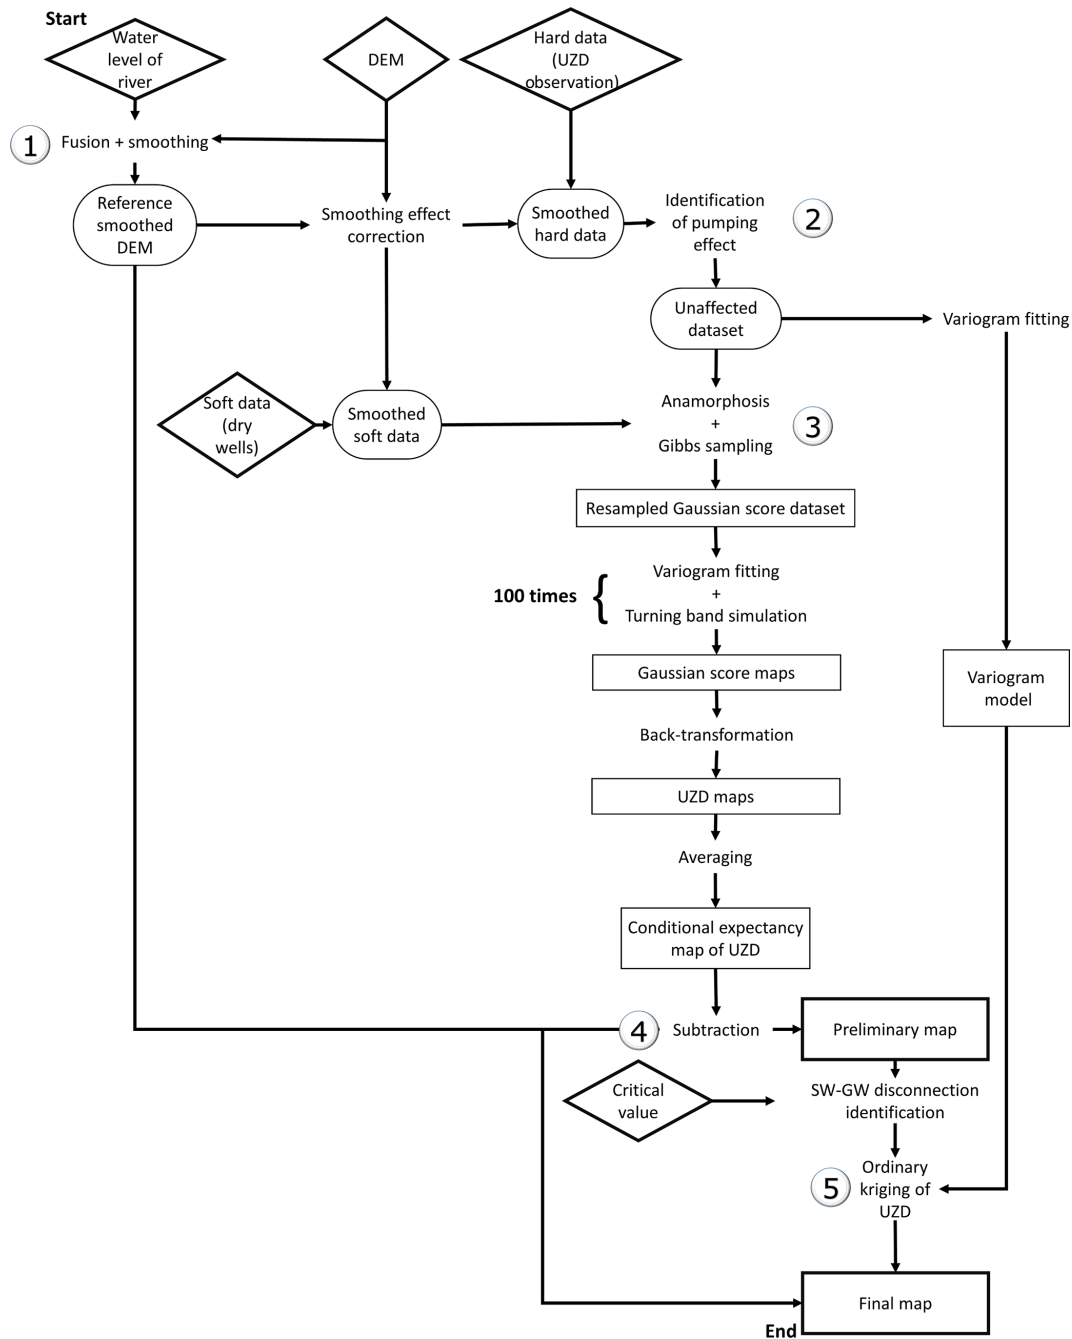 Start
Water
level of
river
DEM
Hard data
(UZD
observation)
1
Fusion + smoothing
Reference
smoothed
DEM
Smoothing effect
correction
Smoothed
hard data
Identification
of pumping
effect
2
Unaffected
dataset
Variogram fitting
Soft data
(dry
wells)
Smoothed
soft data
Anamorphosis
+
Gibbs sampling
3
Resampled Gaussian score dataset
100 times
{
Variogram fitting
+
Turning band simulation
Gaussian score maps
Variogram
model
Back-transformation
UZD maps
Averaging
Conditional expectancy
map of UZD
4
Subtraction
Preliminary map
Critical
value
SW-GW disconnection
identification
5
Ordinary
kriging of
UZD
Final map
End